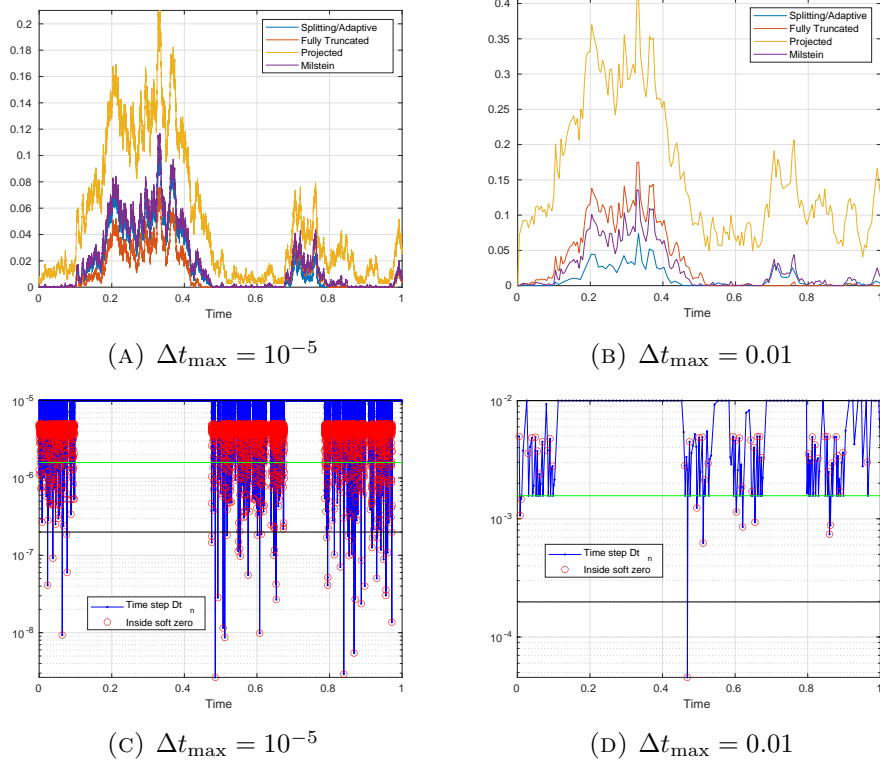 Splitting/Adaptive
Fully Truncated
Projected
Milstein
0.2
0.18
0.16
0.14
0.12
0.1
0.08
0.06
0.04
0.02
0
0 0.2 0.4 0.6 0.8 1
Time
(A) Δt_max = 10^−5
Splitting/Adaptive
Fully Truncated
Projected
Milstein
0.4
0.35
0.3
0.25
0.2
0.15
0.1
0.05
0
0 0.2 0.4 0.6 0.8 1
Time
(B) Δt_max = 0.01
10^-5
10^-6
10^-7
10^-8
Time step Dt_n
Inside soft zero
0 0.2 0.4 0.6 0.8 1
Time
(C) Δt_max = 10^−5
10^-2
10^-3
10^-4
Time step Dt_n
Inside soft zero
0 0.2 0.4 0.6 0.8 1
Time
(D) Δt_max = 0.01